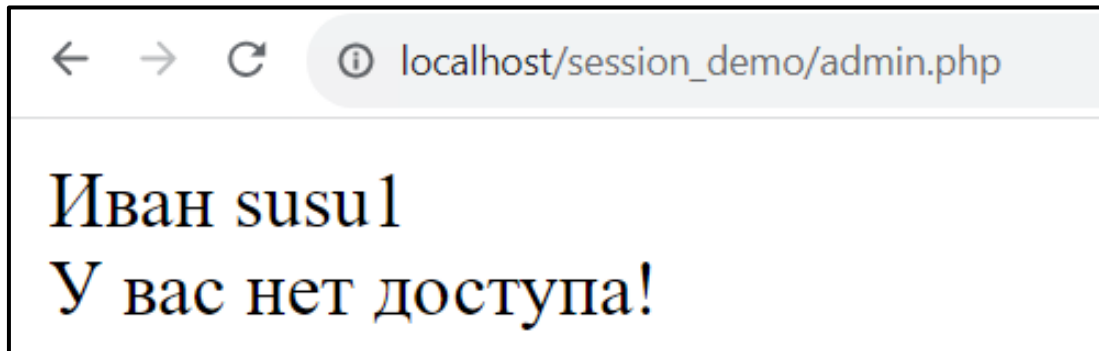 localhost/session_demo/admin.php
Иван susu1
У вас нет доступа!